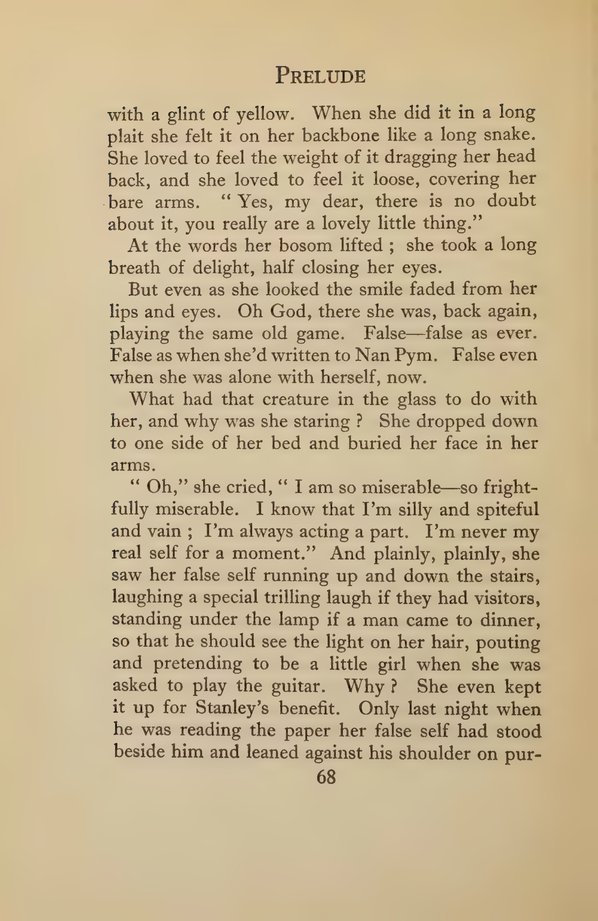 PRELUDE
with a glint of yellow. When she did it in a long
plait she felt it on her backbone like a long snake.
She loved to feel the weight of it dragging her head
back, and she loved to feel it loose, covering her
bare arms. “ Yes, my dear, there is no doubt
about it, you really are a lovely little thing.”
At the words her bosom lifted ; she took a long
breath of delight, half closing her eyes.
But even as she looked the smile faded from her
lips and eyes. Oh God, there she was, back again,
playing the same old game. False—false as ever.
False as when she’d written to Nan Pym. False even
when she was alone with herself, now.
What had that creature in the glass to do with
her, and why was she staring ? She dropped down
to one side of her bed and buried her face in her
arms.
“ Oh,” she cried, “ I am so miserable—so fright-
fully miserable. I know that I’m silly and spiteful
and vain ; I’m always acting a part. I’m never my
real self for a moment.” And plainly, plainly, she
saw her false self running up and down the stairs,
laughing a special trilling laugh if they had visitors,
standing under the lamp if a man came to dinner,
so that he should see the light on her hair, pouting
and pretending to be a little girl when she was
asked to play the guitar. Why ? She even kept
it up for Stanley’s benefit. Only last night when
he was reading the paper her false self had stood
beside him and leaned against his shoulder on pur-
68